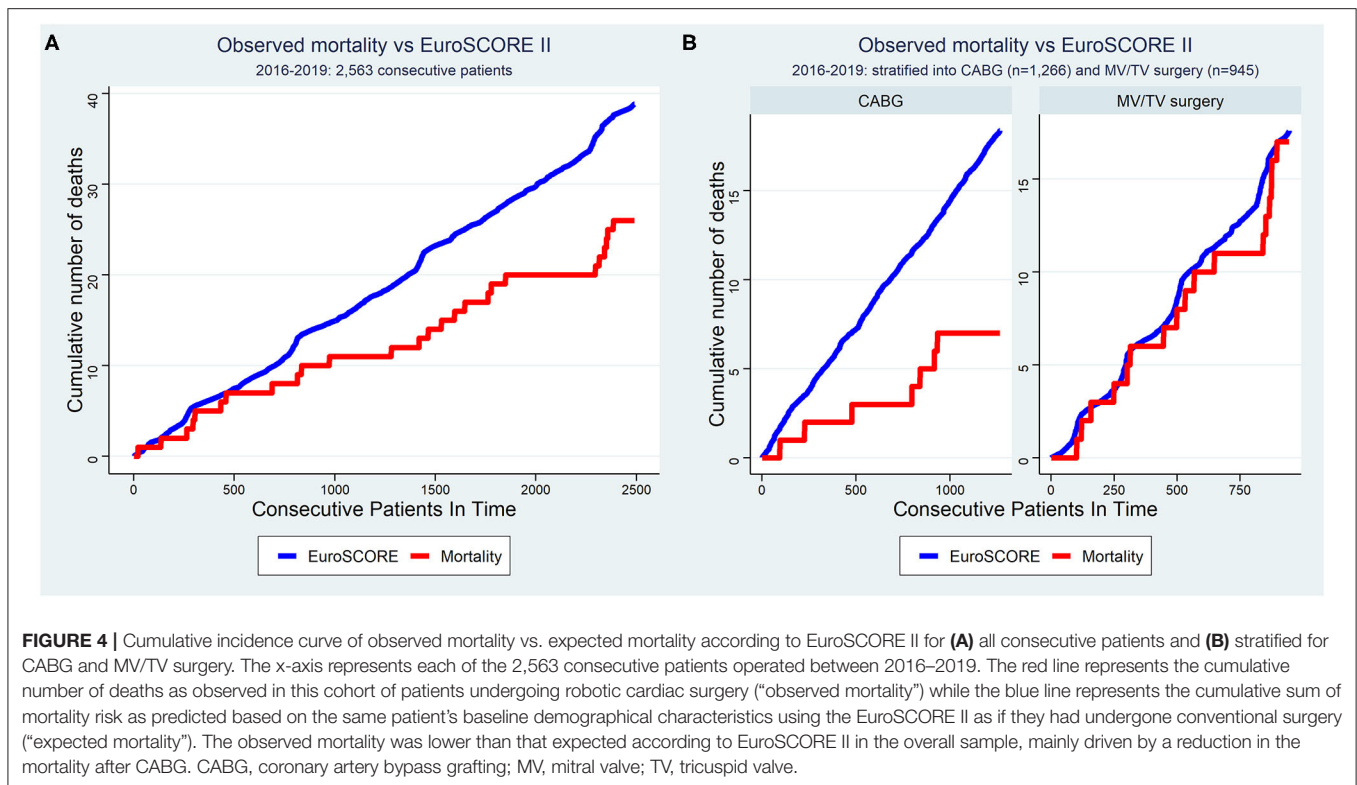 A
Observed mortality vs EuroSCORE II
2016-2019: 2,563 consecutive patients
Cumulative number of deaths
40
30
20
10
0
0 500 1000 1500 2000 2500
Consecutive Patients In Time
EuroSCORE Mortality
B
Observed mortality vs EuroSCORE II
2016-2019: stratified into CABG (n=1,266) and MV/TV surgery (n=945)
CABG
MV/TV surgery
Cumulative number of deaths
15
10
5
0
0 500 1000
15
10
5
0
0 250 500 750
Consecutive Patients In Time
EuroSCORE Mortality
FIGURE 4 | Cumulative incidence curve of observed mortality vs. expected mortality according to EuroSCORE II for (A) all consecutive patients and (B) stratified for
CABG and MV/TV surgery. The x-axis represents each of the 2,563 consecutive patients operated between 2016–2019. The red line represents the cumulative
number of deaths as observed in this cohort of patients undergoing robotic cardiac surgery (“observed mortality”) while the blue line represents the cumulative sum of
mortality risk as predicted based on the same patient’s baseline demographical characteristics using the EuroSCORE II as if they had undergone conventional surgery
(“expected mortality”). The observed mortality was lower than that expected according to EuroSCORE II in the overall sample, mainly driven by a reduction in the
mortality after CABG. CABG, coronary artery bypass grafting; MV, mitral valve; TV, tricuspid valve.